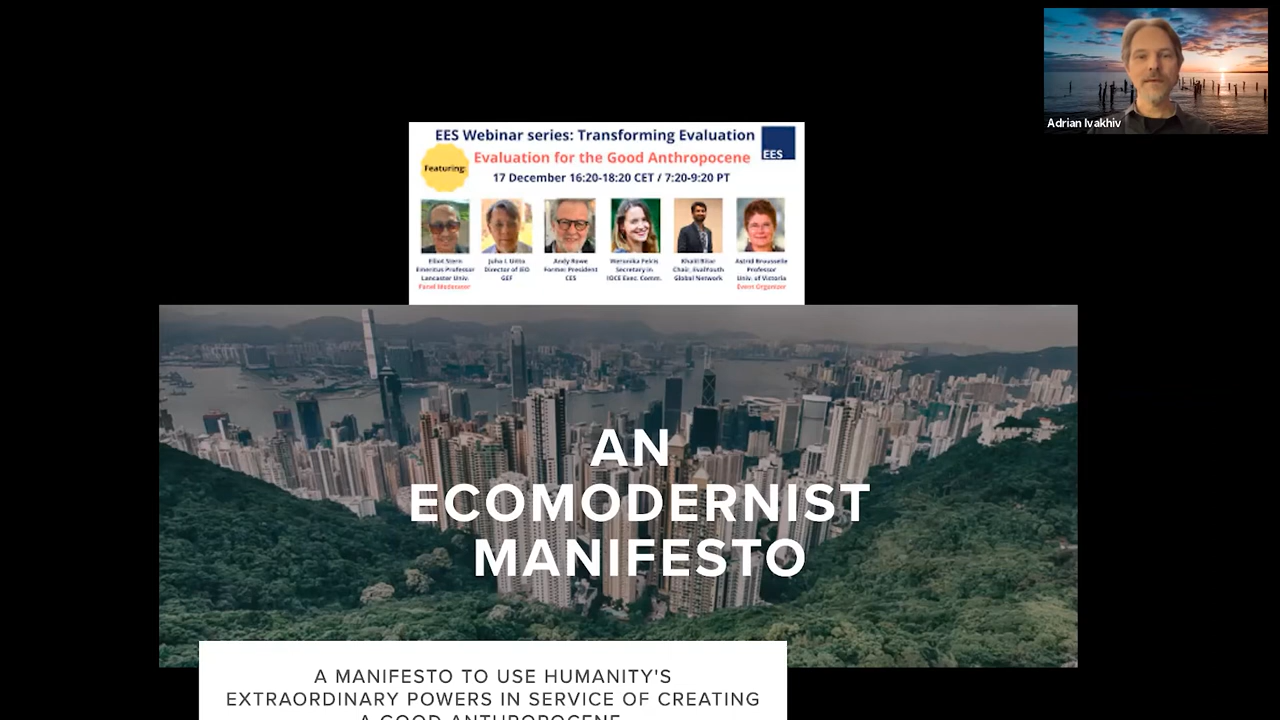 Adrian Ivakhiv
EES Webinar series: Transforming Evaluation
EES
Featuring:
Evaluation for the Good Anthropocene
17 December 16:20-18:20 CET / 7:20-9:20 PT
Elliot Stern
Emeritus Professor
Lancaster Univ.
Panel Moderator
Juha I. Uitto
Director of IEO
GEF
Andy Rowe
Former President
CES
Weronika Felcis
Secretary in
IOCE Exec. Comm.
Khalil Bitar
Chair, EvalYouth
Global Network
Astrid Brousselle
Professor
Univ. of Victoria
Event Organizer
AN
ECOMODERNIST
MANIFESTO
A MANIFESTO TO USE HUMANITY'S
EXTRAORDINARY POWERS IN SERVICE OF CREATING
A GOOD ANTHROPOCENE